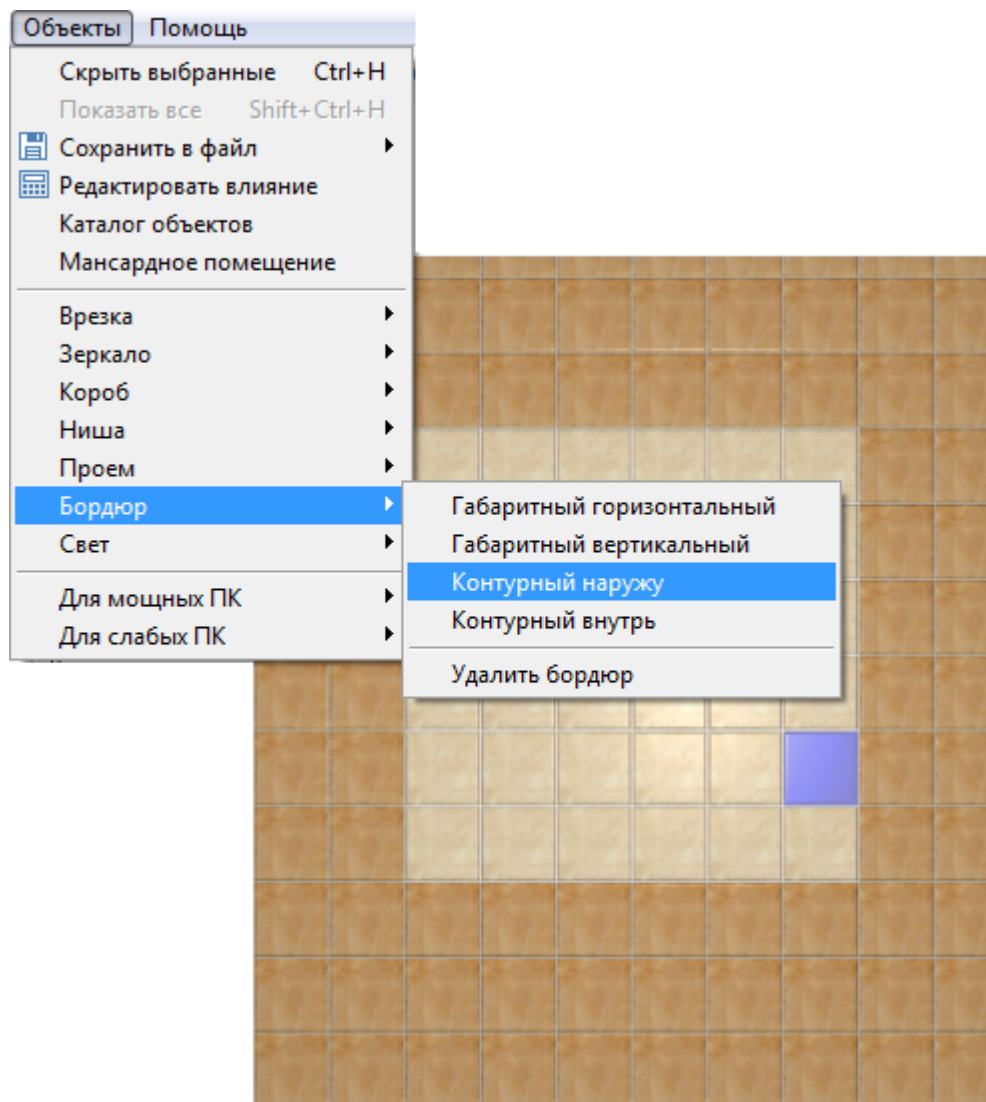 Объекты Помощь
Скрыть выбранные Ctrl+H
Показать все Shift+Ctrl+H
Сохранить в файл
Редактировать влияние
Каталог объектов
Мансардное помещение
Врезка
Зеркало
Короб
Ниша
Проем
Бордюр
Свет
Для мощных ПК
Для слабых ПК
Габаритный горизонтальный
Габаритный вертикальный
Контурный наружу
Контурный внутрь
Удалить бордюр